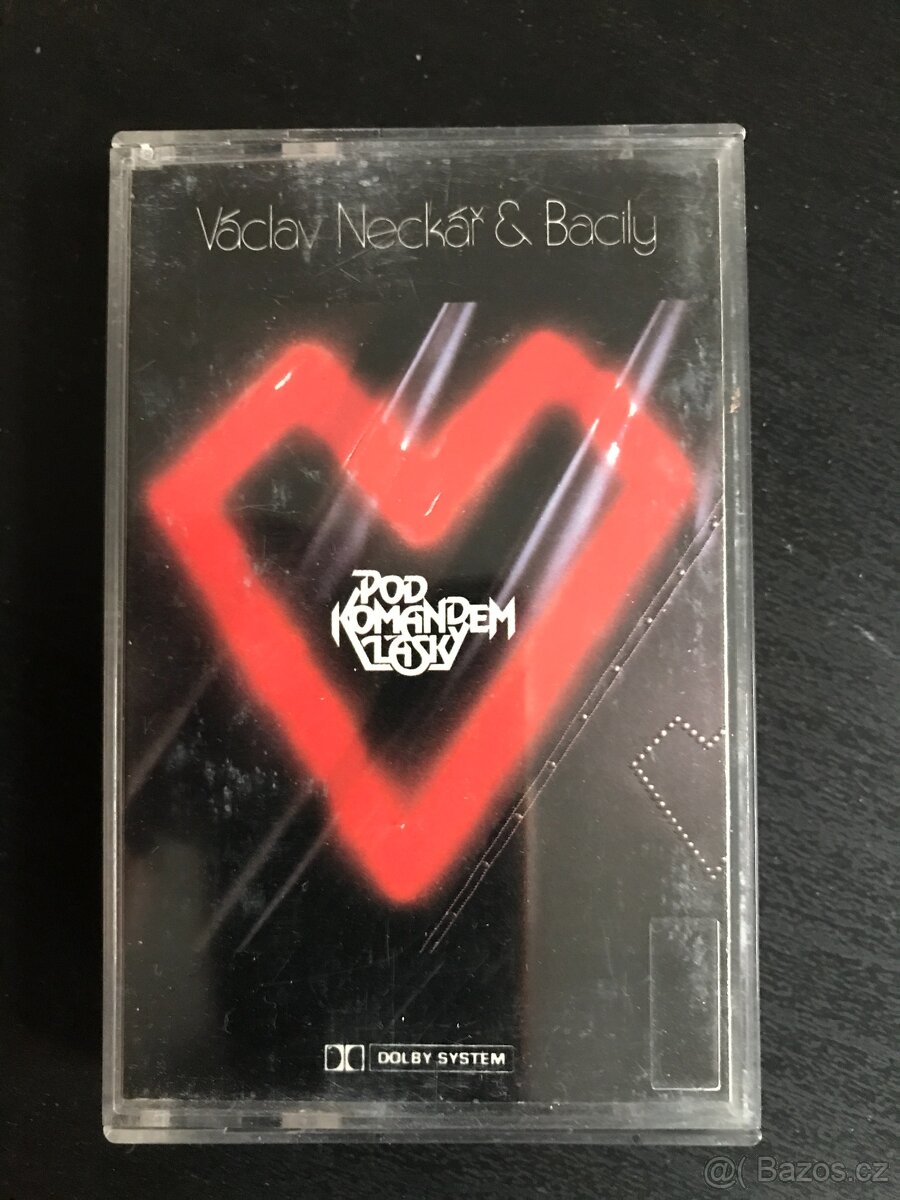 Václav Neckář & Bacily
POD
KOMANDEM
LÁSKY
DOLBY SYSTEM
@( Bazos.cz